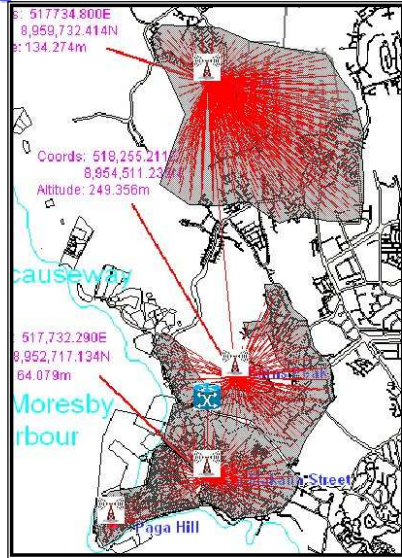 s: 517734.800E
8,959,732.414N
e: 134.274m
Coords: 518,255.211
8,954,511.23
Altitude: 249.356m
causeway
517,732.290E
8,952,717.134N
64.079m
Moresby
rbour
Street
Paga Hill